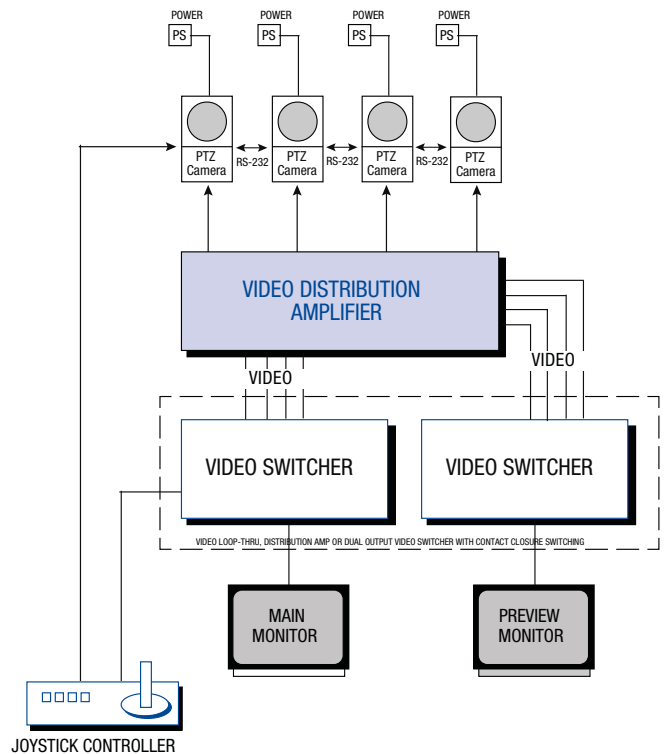 POWER POWER POWER POWER
PS PS PS PS
PTZ Camera RS-232 PTZ Camera RS-232 PTZ Camera RS-232 PTZ Camera
VIDEO DISTRIBUTION
AMPLIFIER
VIDEO VIDEO
VIDEO SWITCHER VIDEO SWITCHER
VIDEO LOOP-THRU, DISTRIBUTION AMP OR DUAL OUTPUT VIDEO SWITCHER WITH CONTACT CLOSURE SWITCHING
MAIN
MONITOR
PREVIEW
MONITOR
JOYSTICK CONTROLLER